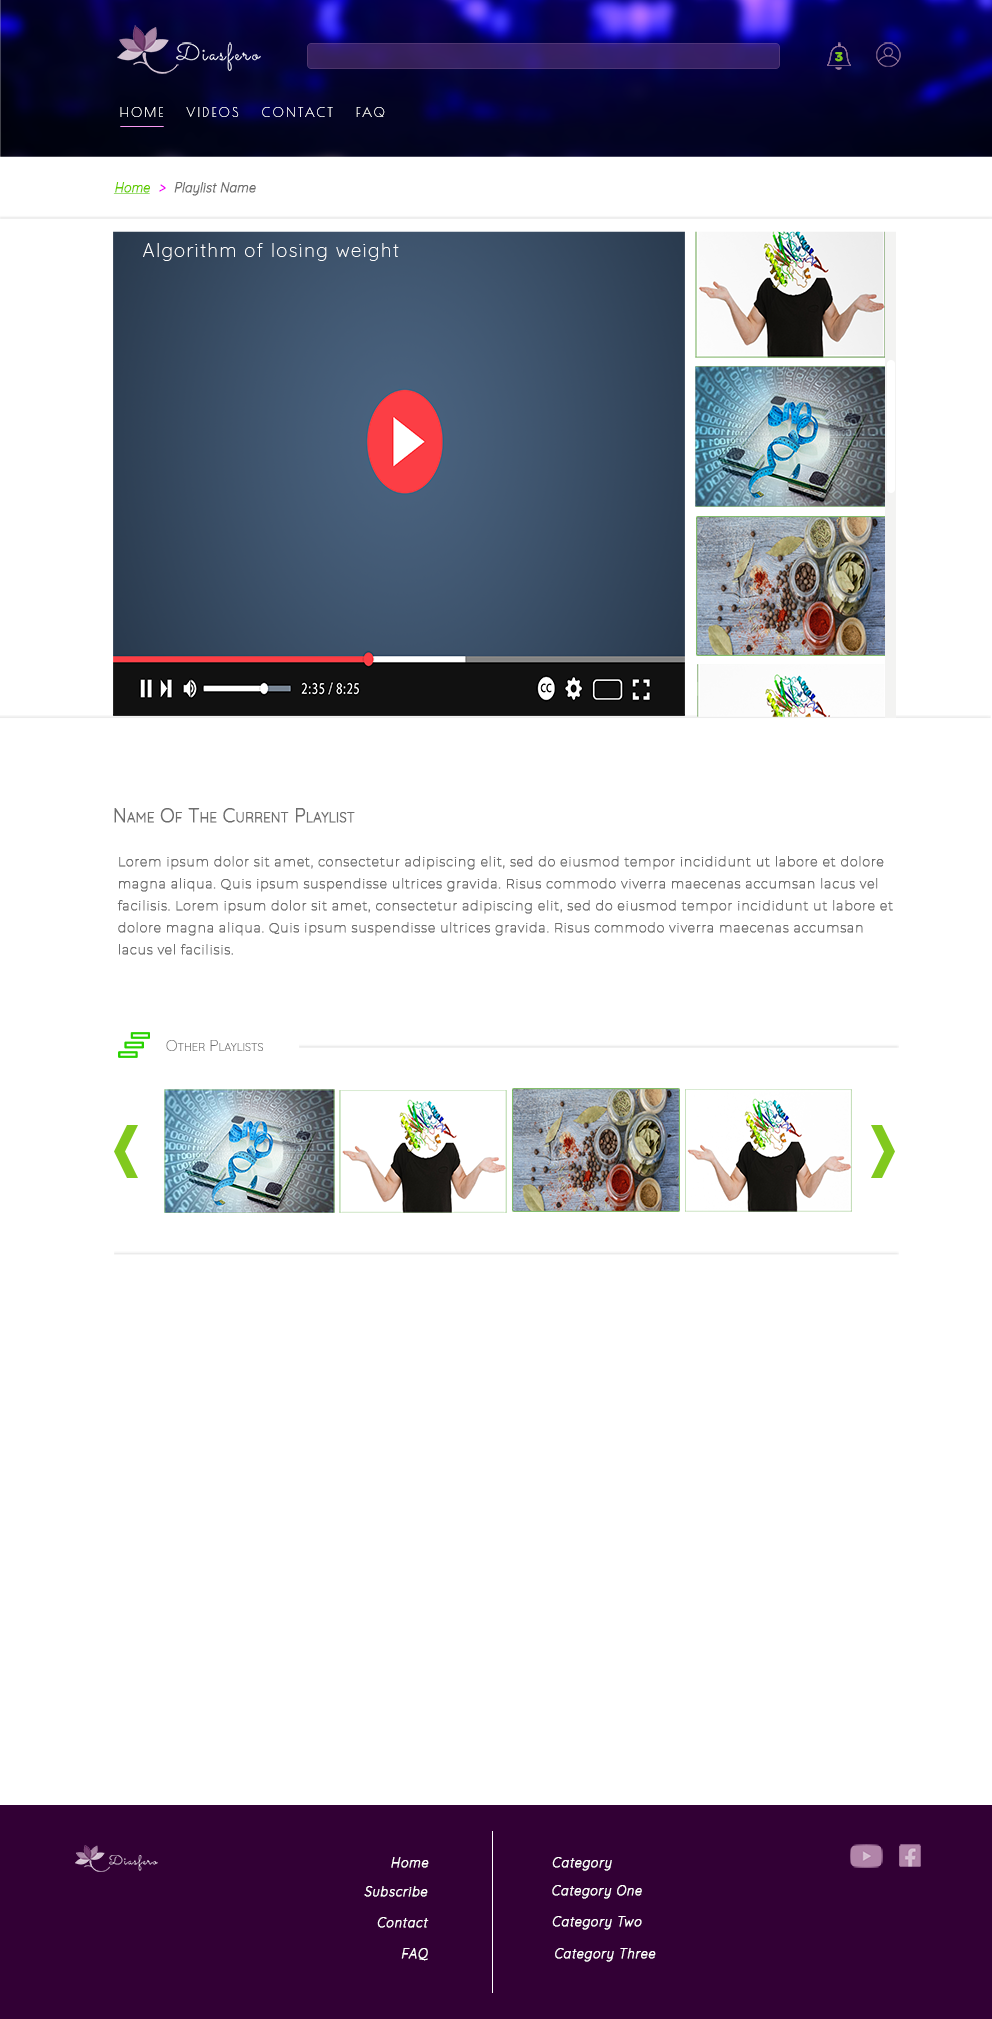 Diasfero
3
HOME VIDEOS CONTACT FAQ
Home > Playlist Name
Algorithm of losing weight
2:35 / 8:25
CC
Name Of The Current Playlist
Lorem ipsum dolor sit amet, consectetur adipiscing elit, sed do eiusmod tempor incididunt ut labore et dolore
magna aliqua. Quis ipsum suspendisse ultrices gravida. Risus commodo viverra maecenas accumsan lacus vel
facilisis. Lorem ipsum dolor sit amet, consectetur adipiscing elit, sed do eiusmod tempor incididunt ut labore et
dolore magna aliqua. Quis ipsum suspendisse ultrices gravida. Risus commodo viverra maecenas accumsan
lacus vel facilisis.
Other Playlists
Diasfero
Home
Subscribe
Contact
FAQ
Category
Category One
Category Two
Category Three